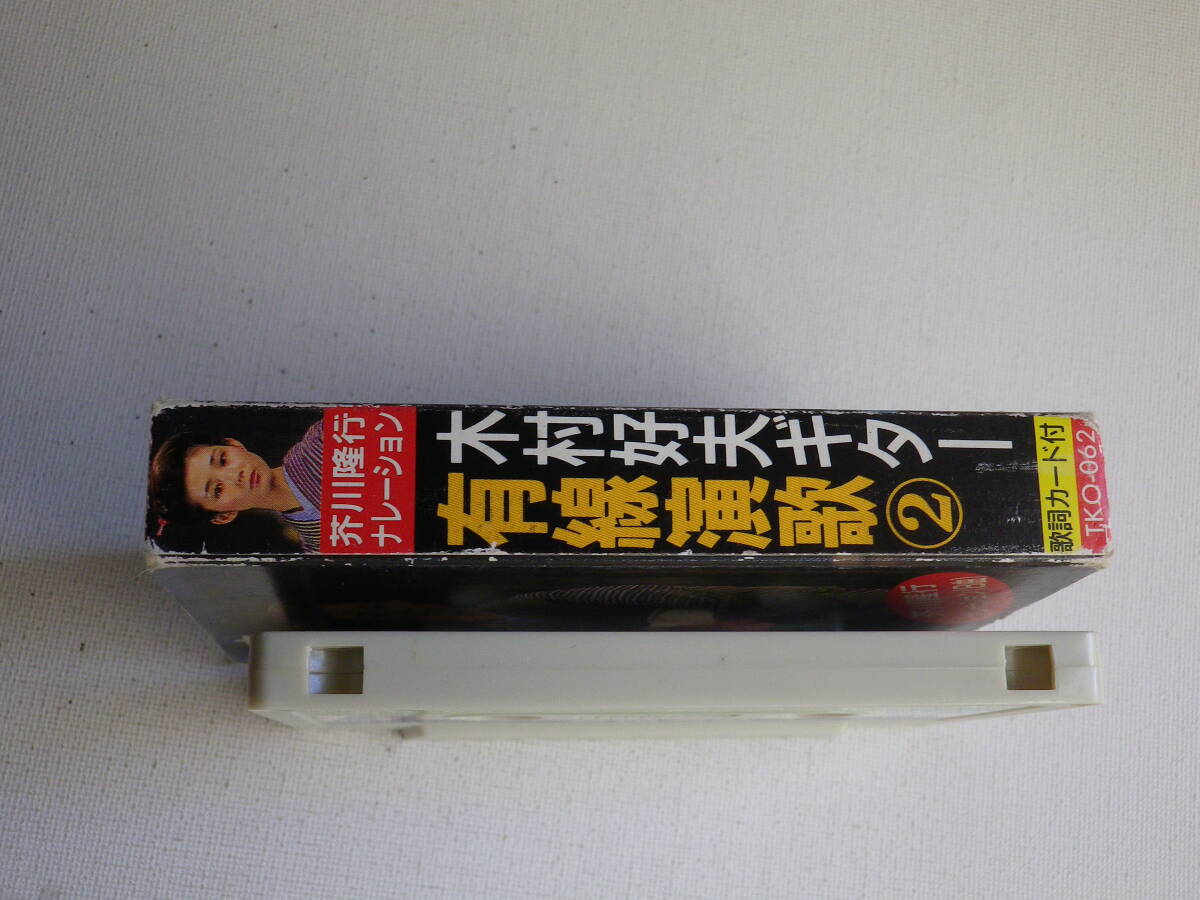 芥川隆行
ナレーション
木村好夫ギター
有線演歌②
歌詞カード付
TKO-062